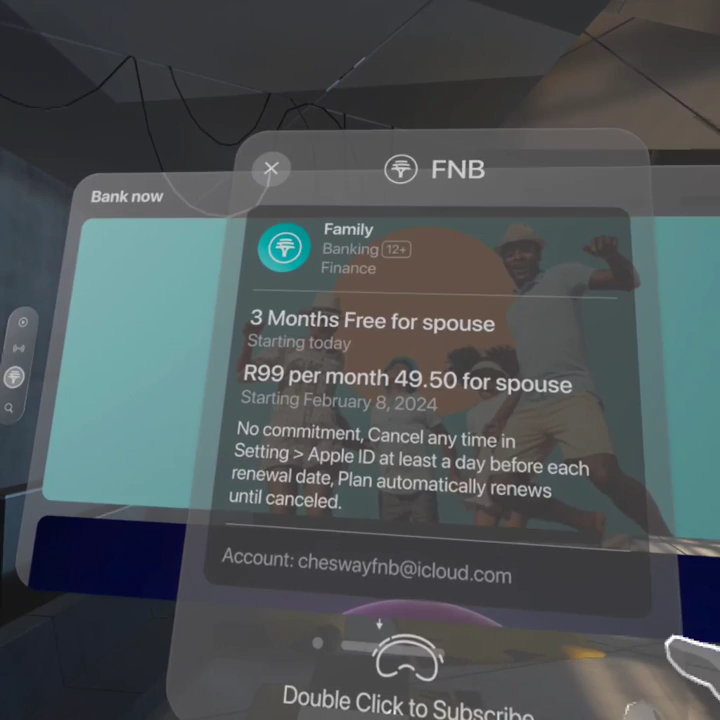 Bank now
FNB
Family
Banking 12+
Finance
3 Months Free for spouse
Starting today
R99 per month 49.50 for spouse
Starting February 8, 2024
No commitment, Cancel any time in
Setting > Apple ID at least a day before each
renewal date, Plan automatically renews
until canceled.
Account: cheswayfnb@icloud.com
Double Click to Subscribe